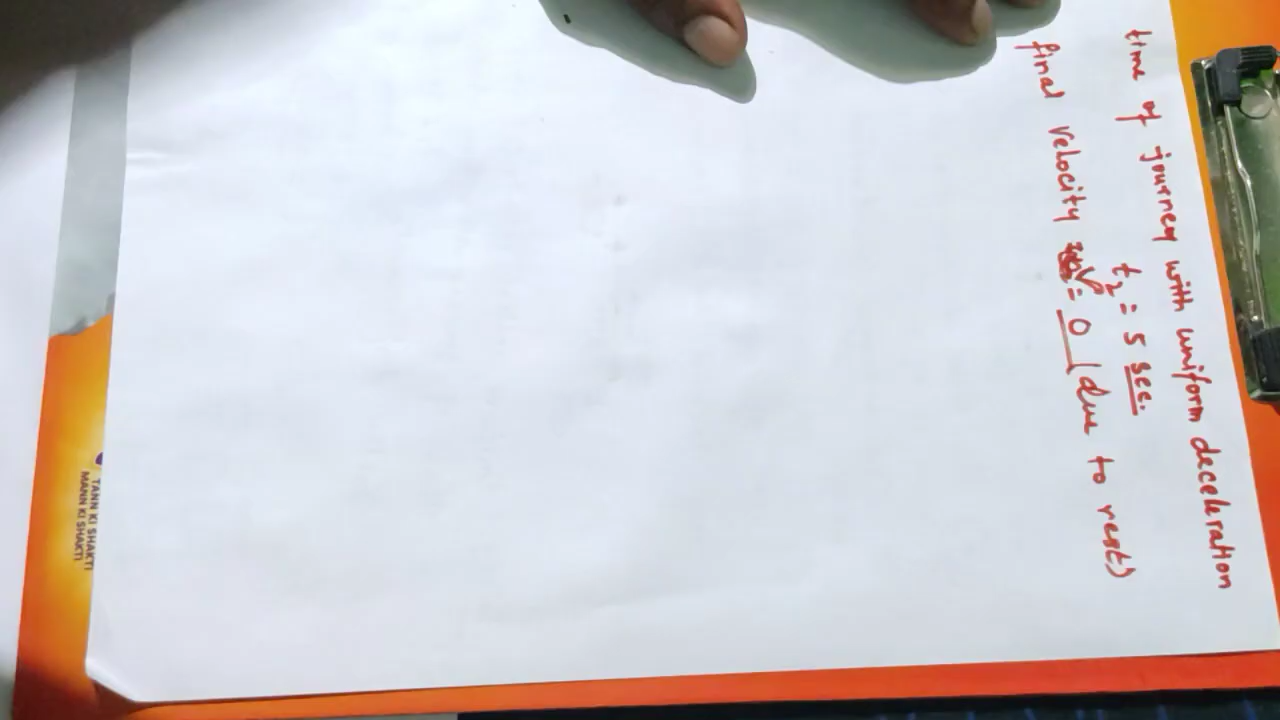 time of journey with uniform deceleration
t2 = 5 sec.
final velocity V = 0 (due to rest)
TANN KI SHAKTI
MANN KI SHAKTI